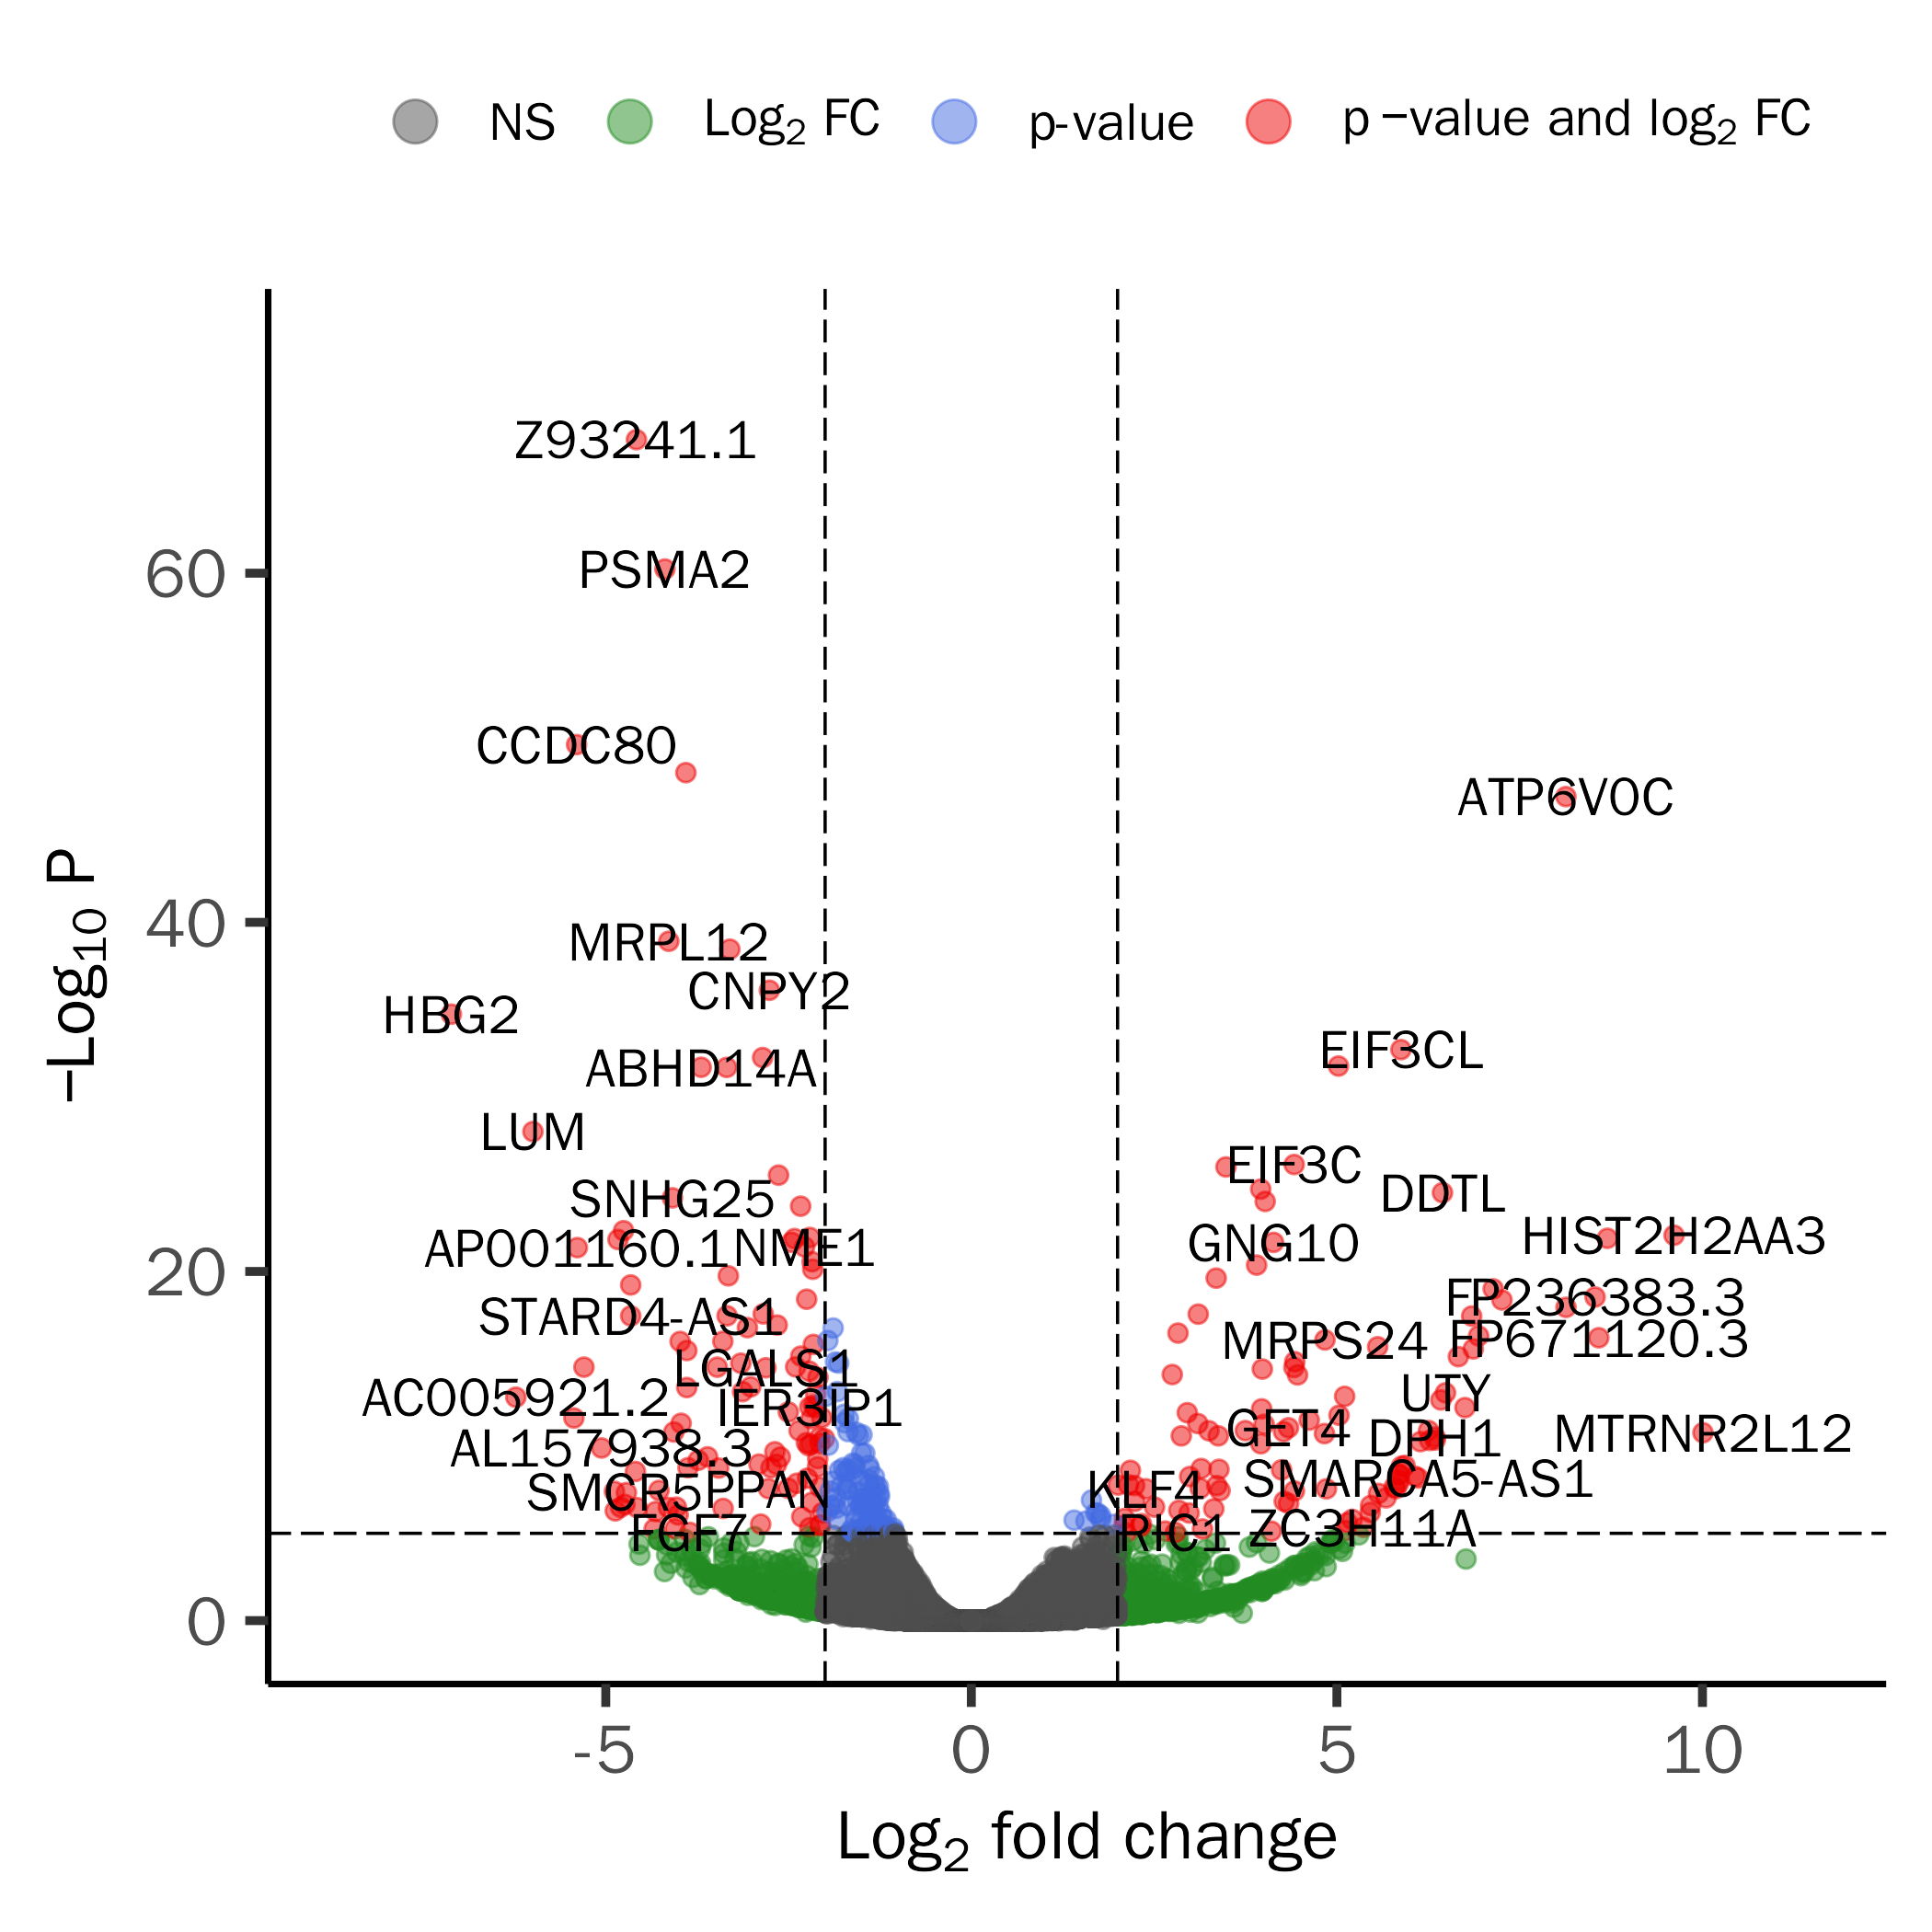 NS Log2 FC p-value p −value and log2 FC
Z93241.1
60
PSMA2
CCDC80
ATP6V0C
40
MRPL12
CNPY2
HBG2
EIF3CL
ABHD14A
LUM
EIF3C
DDTL
SNHG25
HIST2H2AA3
GNG10
AP001160.1
NME1
20
FP236383.3
STARD4-AS1
MRPS24
FP671120.3
LGALS1
UTY
AC005921.2
IER3IP1
GET4
DPH1
MTRNR2L12
AL157938.3
SMARCA5-AS1
SMCR5
PPAN
KLF4
FGF7
RIC1
ZC3H11A
0
−Log10 P
-5 0 5 10
Log2 fold change